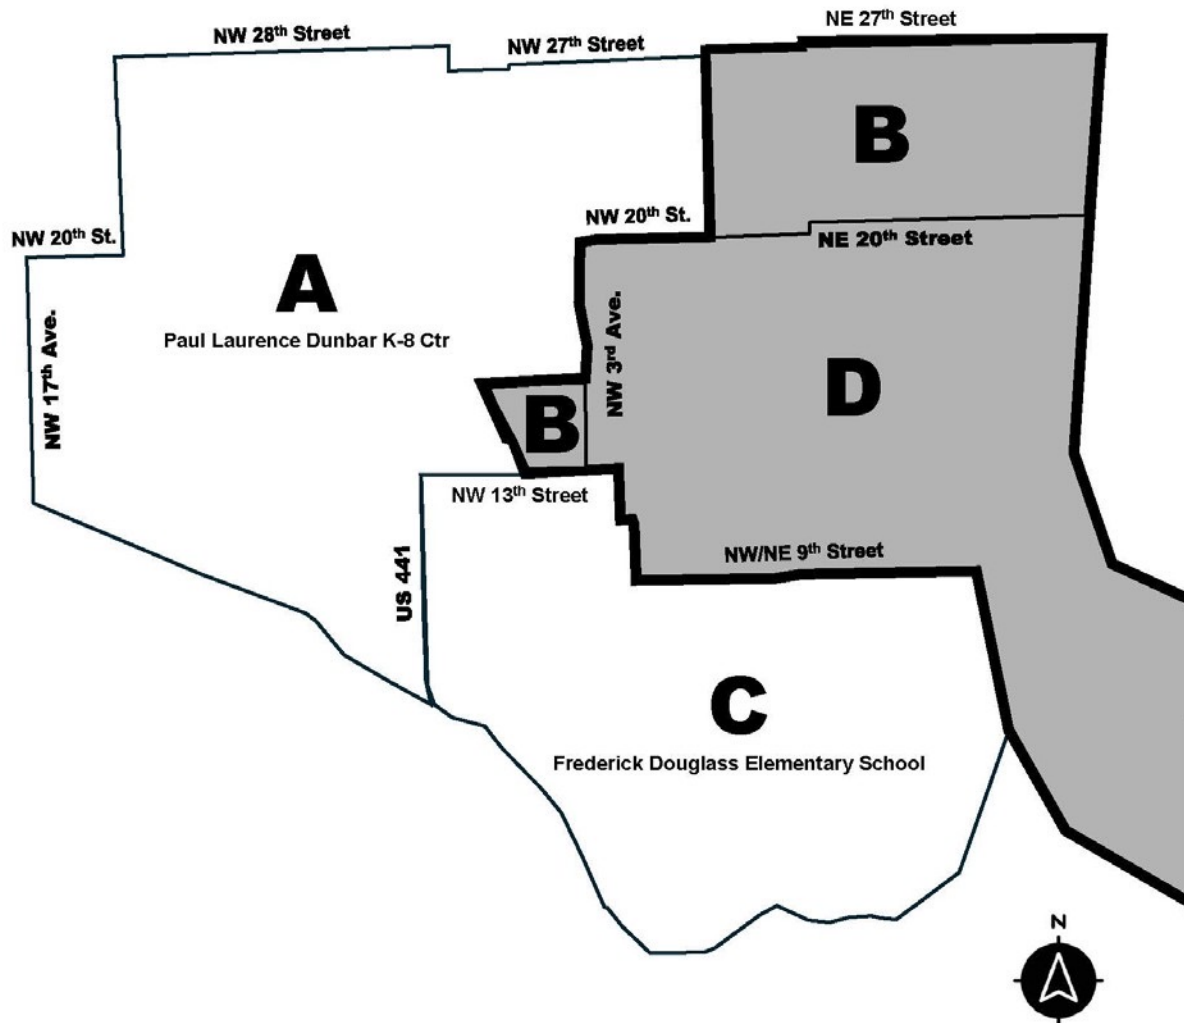 NE 27th Street
NW 28th Street
NW 27th Street
B
NW 20th St.
NW 20th St.
NE 20th Street
A
Paul Laurence Dunbar K-8 Ctr
NW 17th Ave.
NW 3rd Ave.
D
B
NW 13th Street
NW/NE 9th Street
US 441
C
Frederick Douglass Elementary School
N